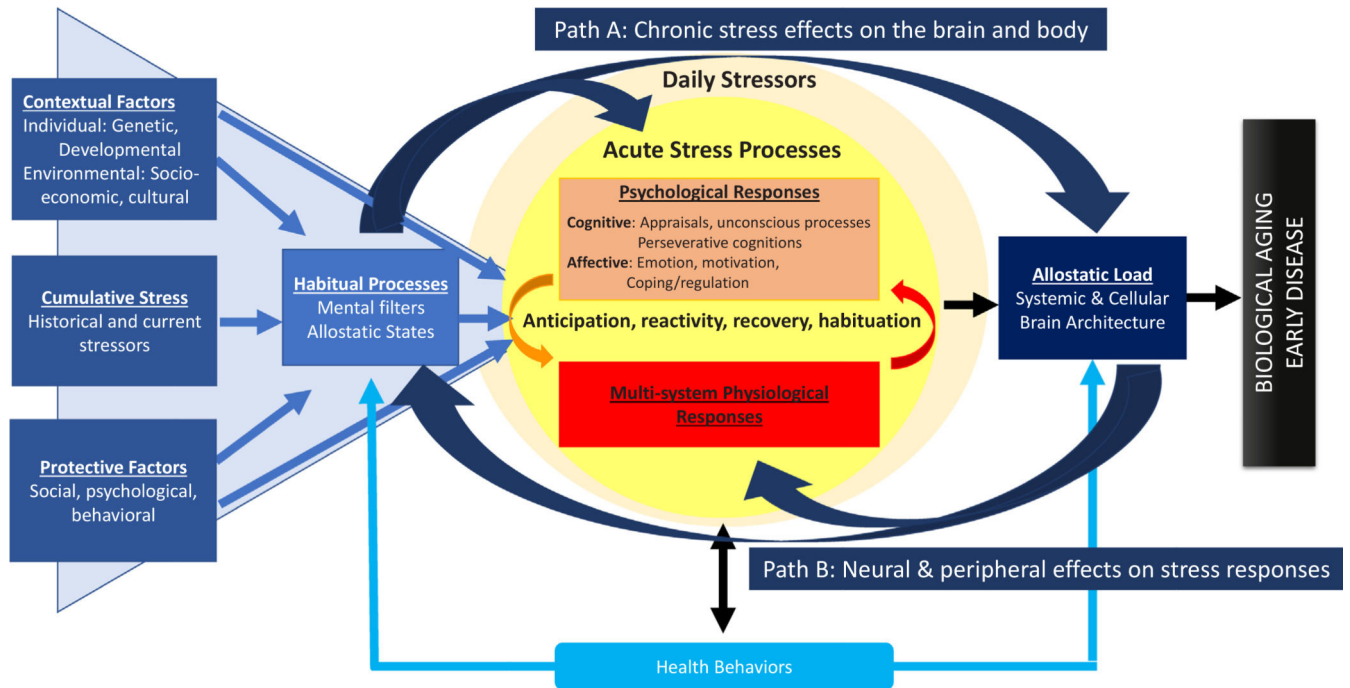 Path A: Chronic stress effects on the brain and body
Contextual Factors
Individual: Genetic,
Developmental
Environmental: Socio-
economic, cultural
Cumulative Stress
Historical and current
stressors
Protective Factors
Social, psychological,
behavioral
Habitual Processes
Mental filters
Allostatic States
Daily Stressors
Acute Stress Processes
Psychological Responses
Cognitive: Appraisals, unconscious processes
Perseverative cognitions
Affective: Emotion, motivation,
Coping/regulation
Anticipation, reactivity, recovery, habituation
Multi-system Physiological
Responses
Allostatic Load
Systemic & Cellular
Brain Architecture
BIOLOGICAL AGING
EARLY DISEASE
Path B: Neural & peripheral effects on stress responses
Health Behaviors